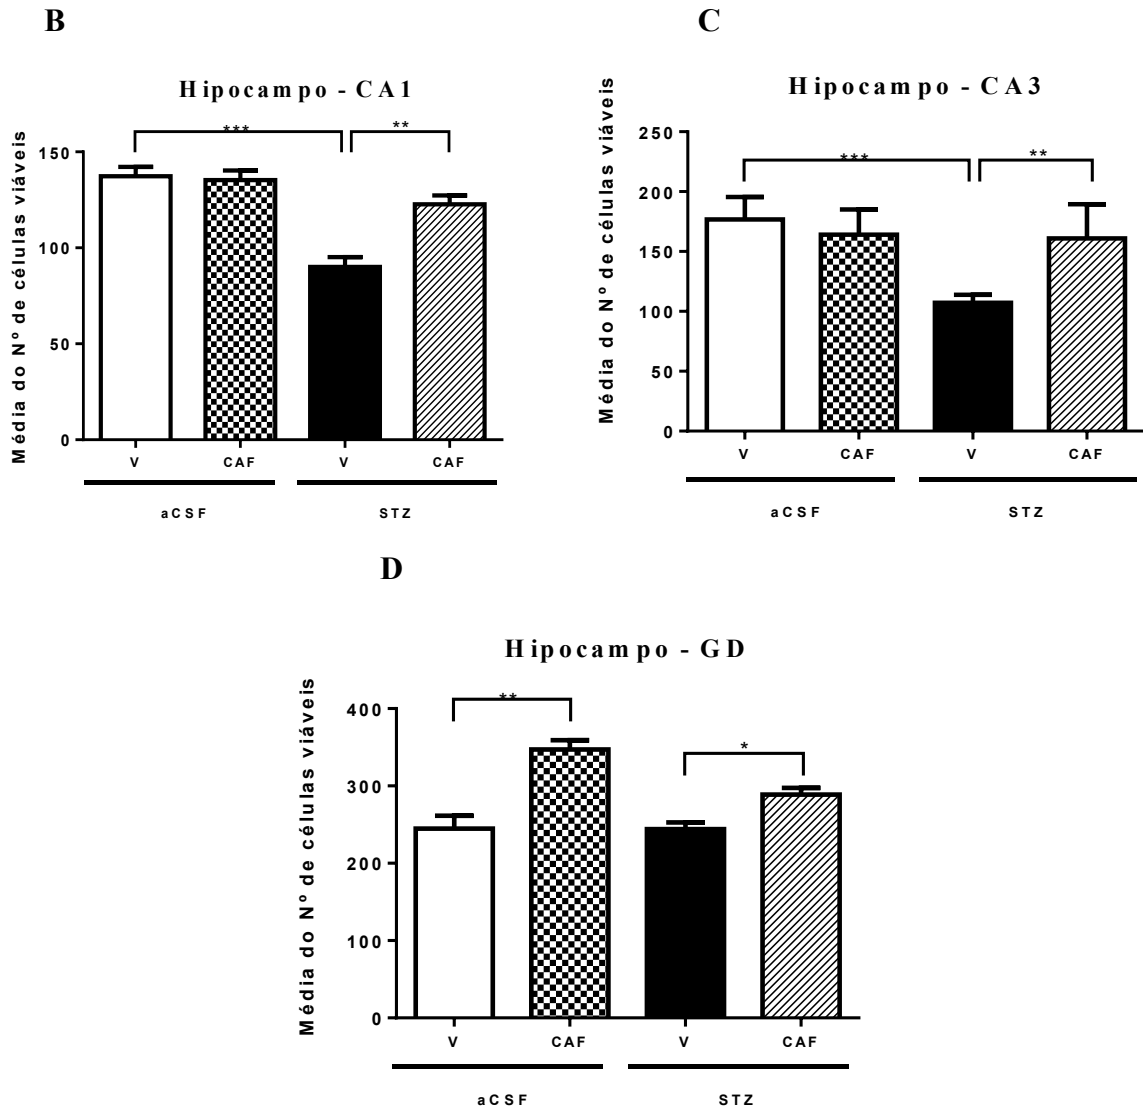 B
Hipocampo - CA1
Média do Nº de células viáveis
***
**
150
100
50
0
V
CAF
V
CAF
aCSF
STZ
C
Hipocampo - CA3
Média do Nº de células viáveis
***
**
250
200
150
100
50
0
V
CAF
V
CAF
aCSF
STZ
D
Hipocampo - GD
Média do Nº de células viáveis
**
*
400
300
200
100
0
V
CAF
V
CAF
aCSF
STZ